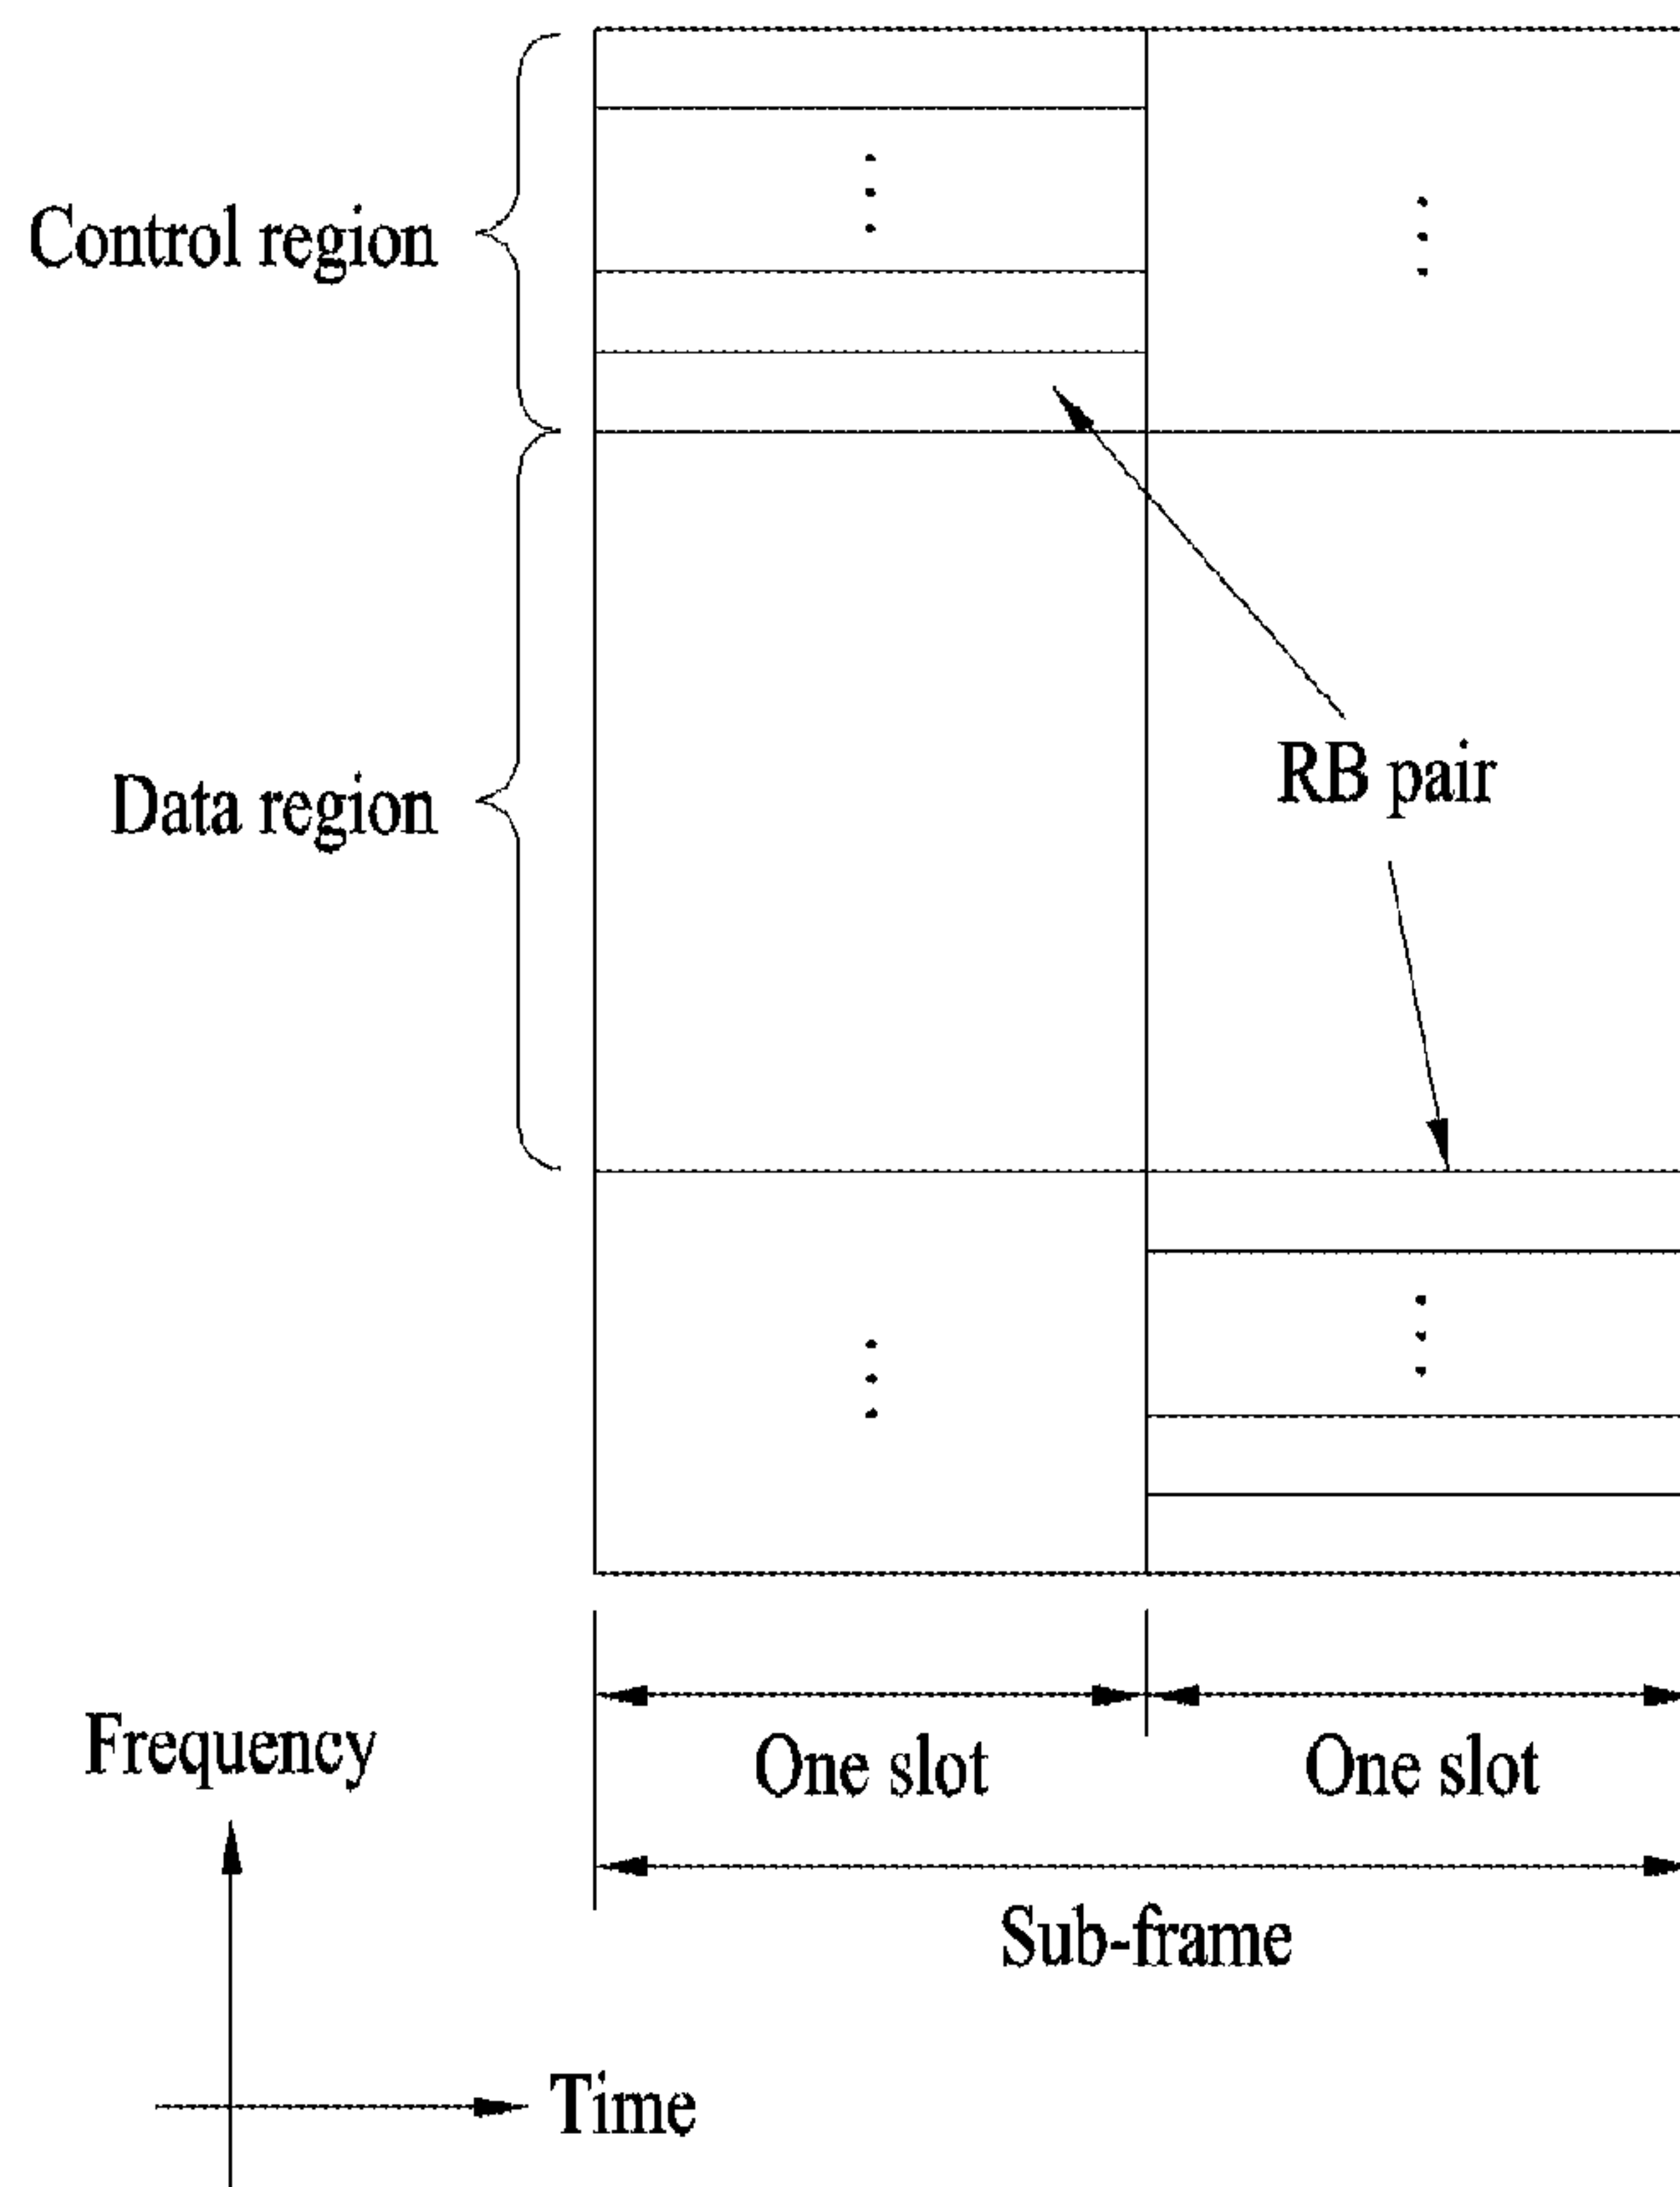 Control region
Data region
RB pair
One slot
One slot
Frequency
Sub-frame
Time